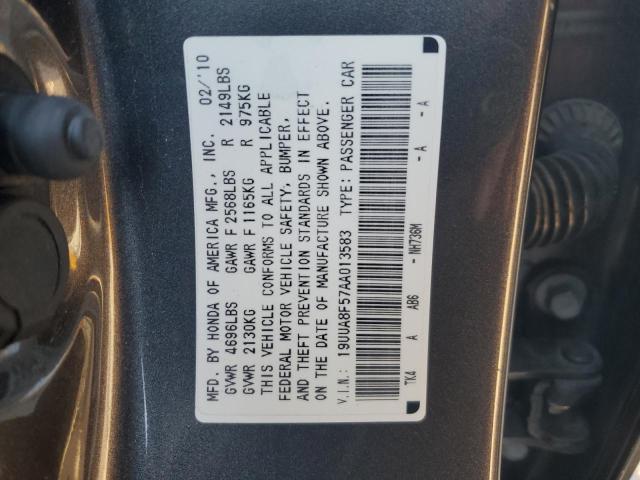 MFD. BY HONDA OF AMERICA MFG., INC. 02/'10
GVWR 4696LBS GAWR F 2568LBS R 2149LBS
GVWR 2130KG GAWR F 1165KG R 975KG
THIS VEHICLE CONFORMS TO ALL APPLICABLE
FEDERAL MOTOR VEHICLE SAFETY, BUMPER,
AND THEFT PREVENTION STANDARDS IN EFFECT
ON THE DATE OF MANUFACTURE SHOWN ABOVE.
V.I.N.: 19UUA8F57AA013583 TYPE: PASSENGER CAR
TK4 A AB6 - NH736M - A - A